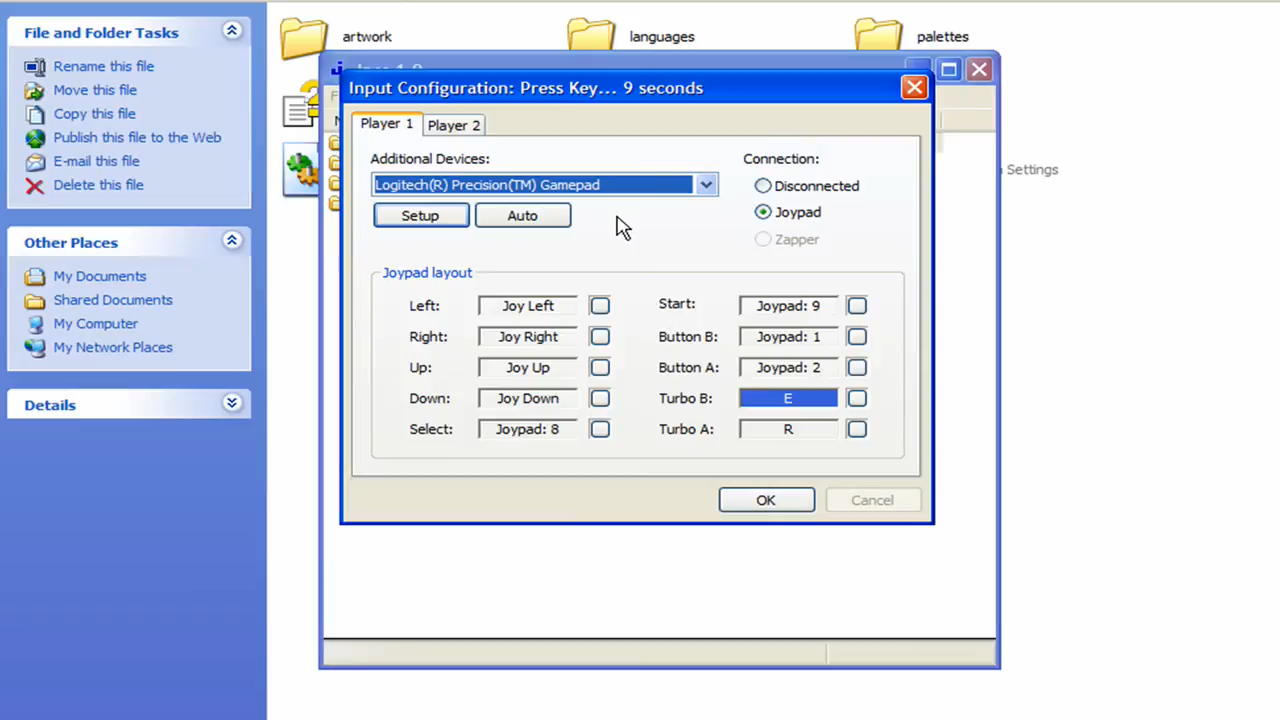 File and Folder Tasks
Rename this file
Move this file
Copy this file
Publish this file to the Web
E-mail this file
Delete this file
Other Places
My Documents
Shared Documents
My Computer
My Network Places
Details
artwork
languages
palettes
Settings
Input Configuration: Press Key... 9 seconds
Player 1
Player 2
Additional Devices:
Logitech(R) Precision(TM) Gamepad
Setup
Auto
Connection:
Disconnected
Joypad
Zapper
Joypad layout
Left:
Joy Left
Right:
Joy Right
Up:
Joy Up
Down:
Joy Down
Select:
Joypad: 8
Start:
Joypad: 9
Button B:
Joypad: 1
Button A:
Joypad: 2
Turbo B:
E
Turbo A:
R
OK
Cancel